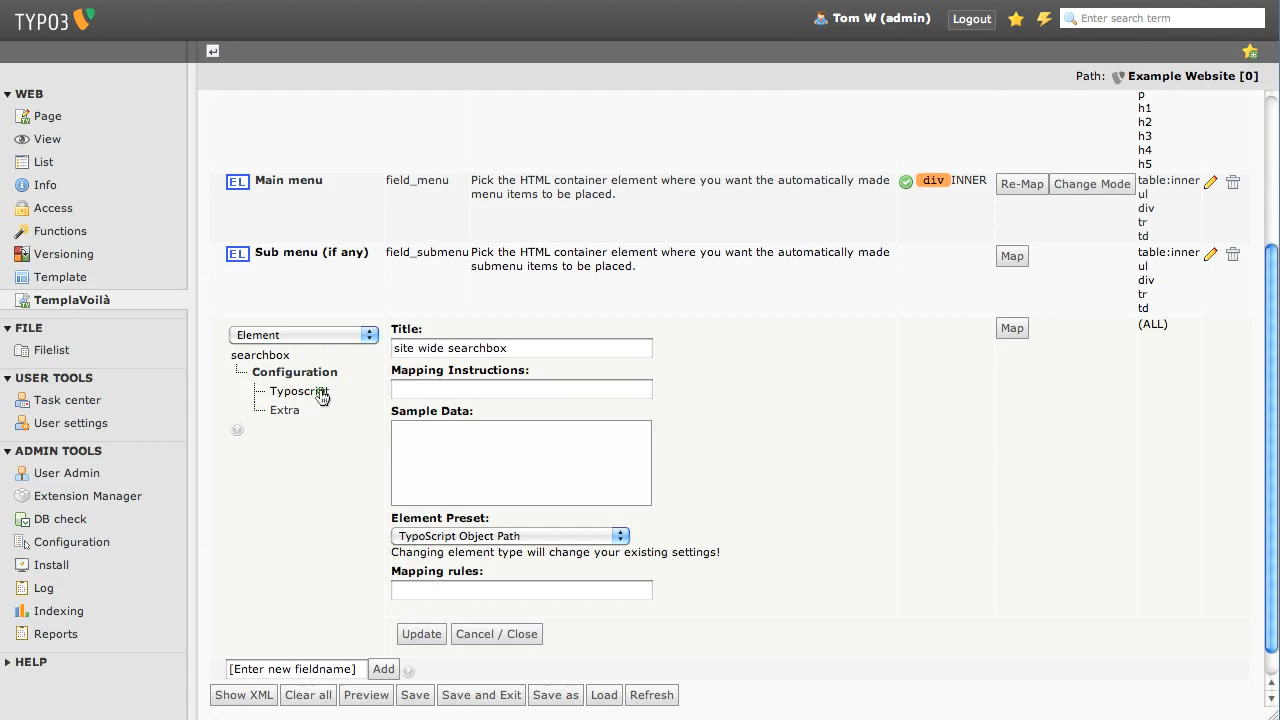 TYPO3
Tom W (admin)
Logout
Enter search term
Path: Example Website [0]
WEB
Page
View
List
Info
Access
Functions
Versioning
Template
TemplaVoilà
FILE
Filelist
USER TOOLS
Task center
User settings
ADMIN TOOLS
User Admin
Extension Manager
DB check
Configuration
Install
Log
Indexing
Reports
HELP
p
h1
h2
h3
h4
h5
EL Main menu
field_menu
Pick the HTML container element where you want the automatically made
menu items to be placed.
div INNER
Re-Map Change Mode
table:inner
ul
div
tr
td
EL Sub menu (if any)
field_submenu
Pick the HTML container element where you want the automatically made
submenu items to be placed.
Map
table:inner
ul
div
tr
td
Element
searchbox
Configuration
Typoscript
Extra
Title:
site wide searchbox
Mapping Instructions:
Sample Data:
Element Preset:
TypoScript Object Path
Changing element type will change your existing settings!
Mapping rules:
Map
(ALL)
Update Cancel / Close
[Enter new fieldname] Add
Show XML Clear all Preview Save Save and Exit Save as Load Refresh